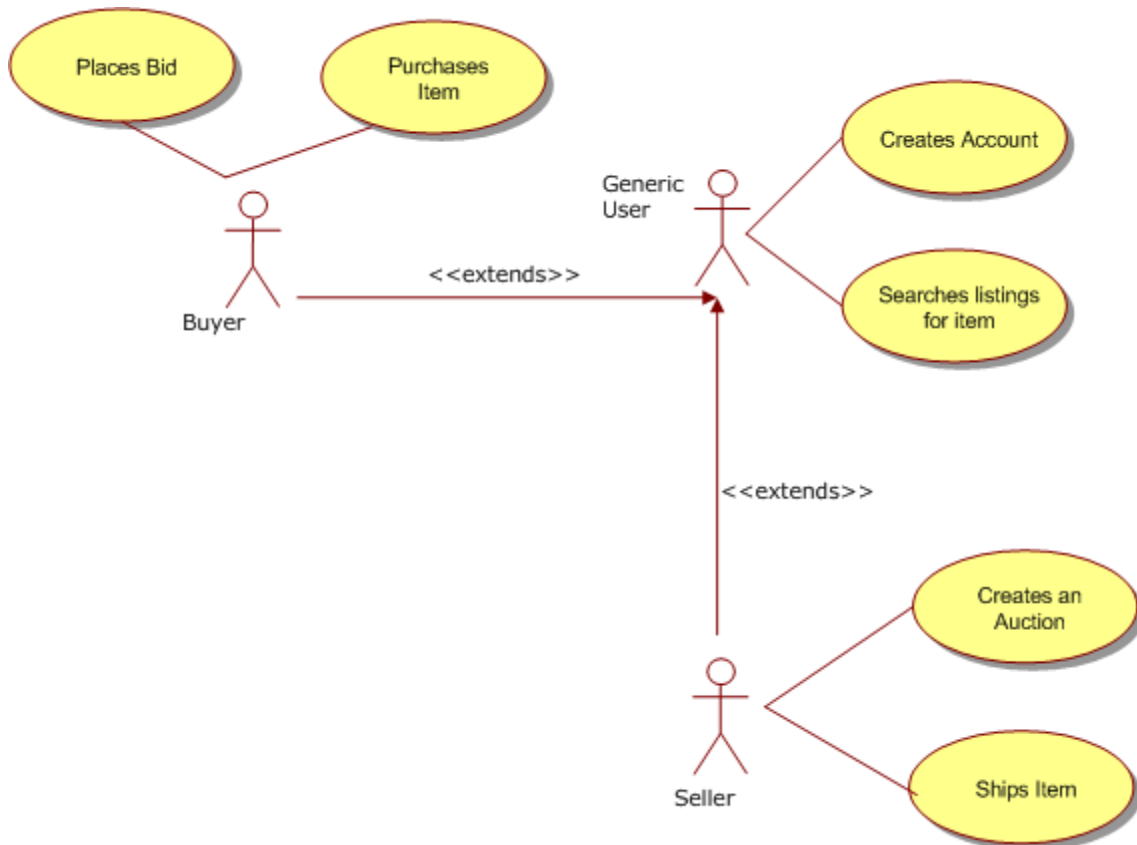 Places Bid
Purchases
Item
Creates Account
Generic
User
<<extends>>
Searches listings
for item
Buyer
<<extends>>
Creates an
Auction
Ships Item
Seller